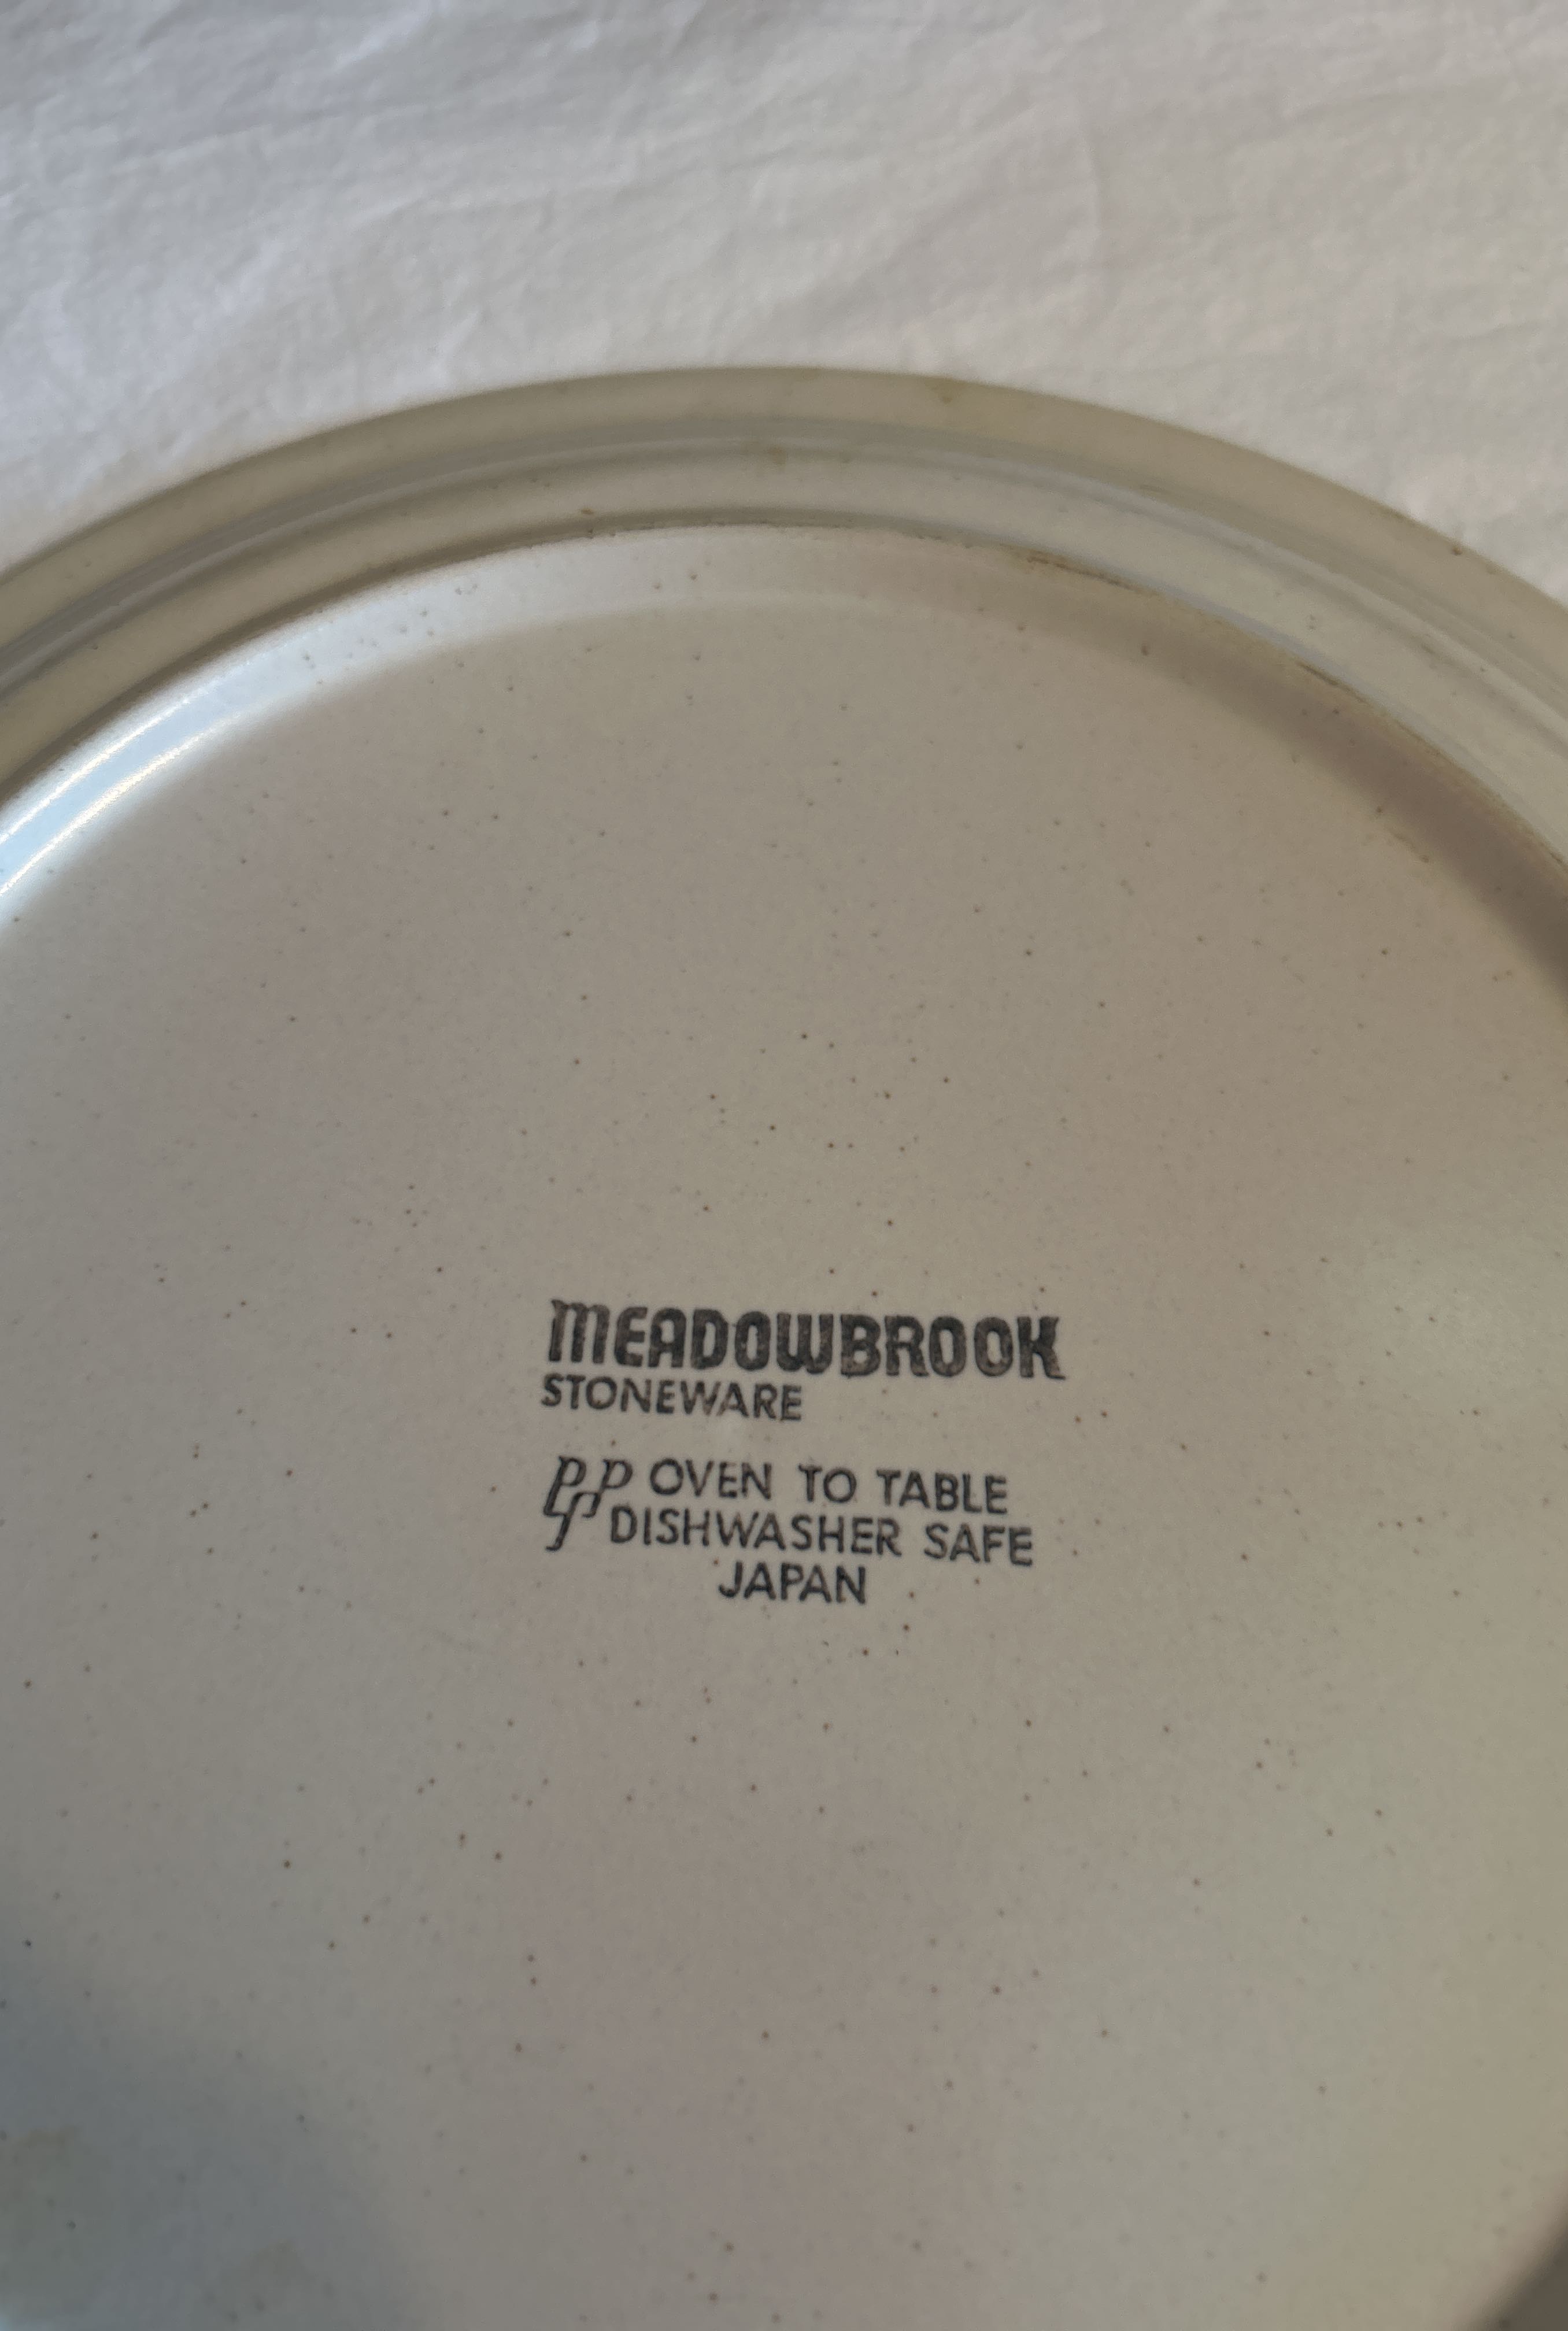 MEADOWBROOK
STONEWARE
OVEN TO TABLE
DISHWASHER SAFE
JAPAN